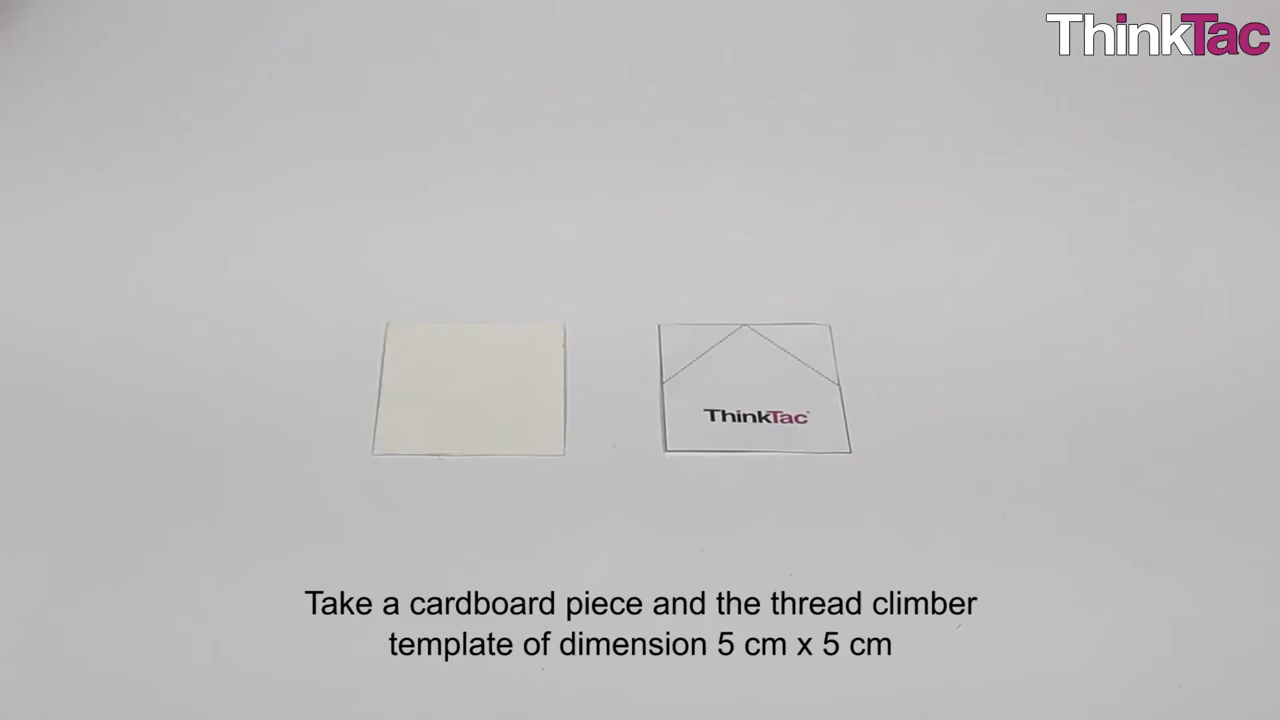 ThinkTac
ThinkTac
Take a cardboard piece and the thread climber
template of dimension 5 cm x 5 cm